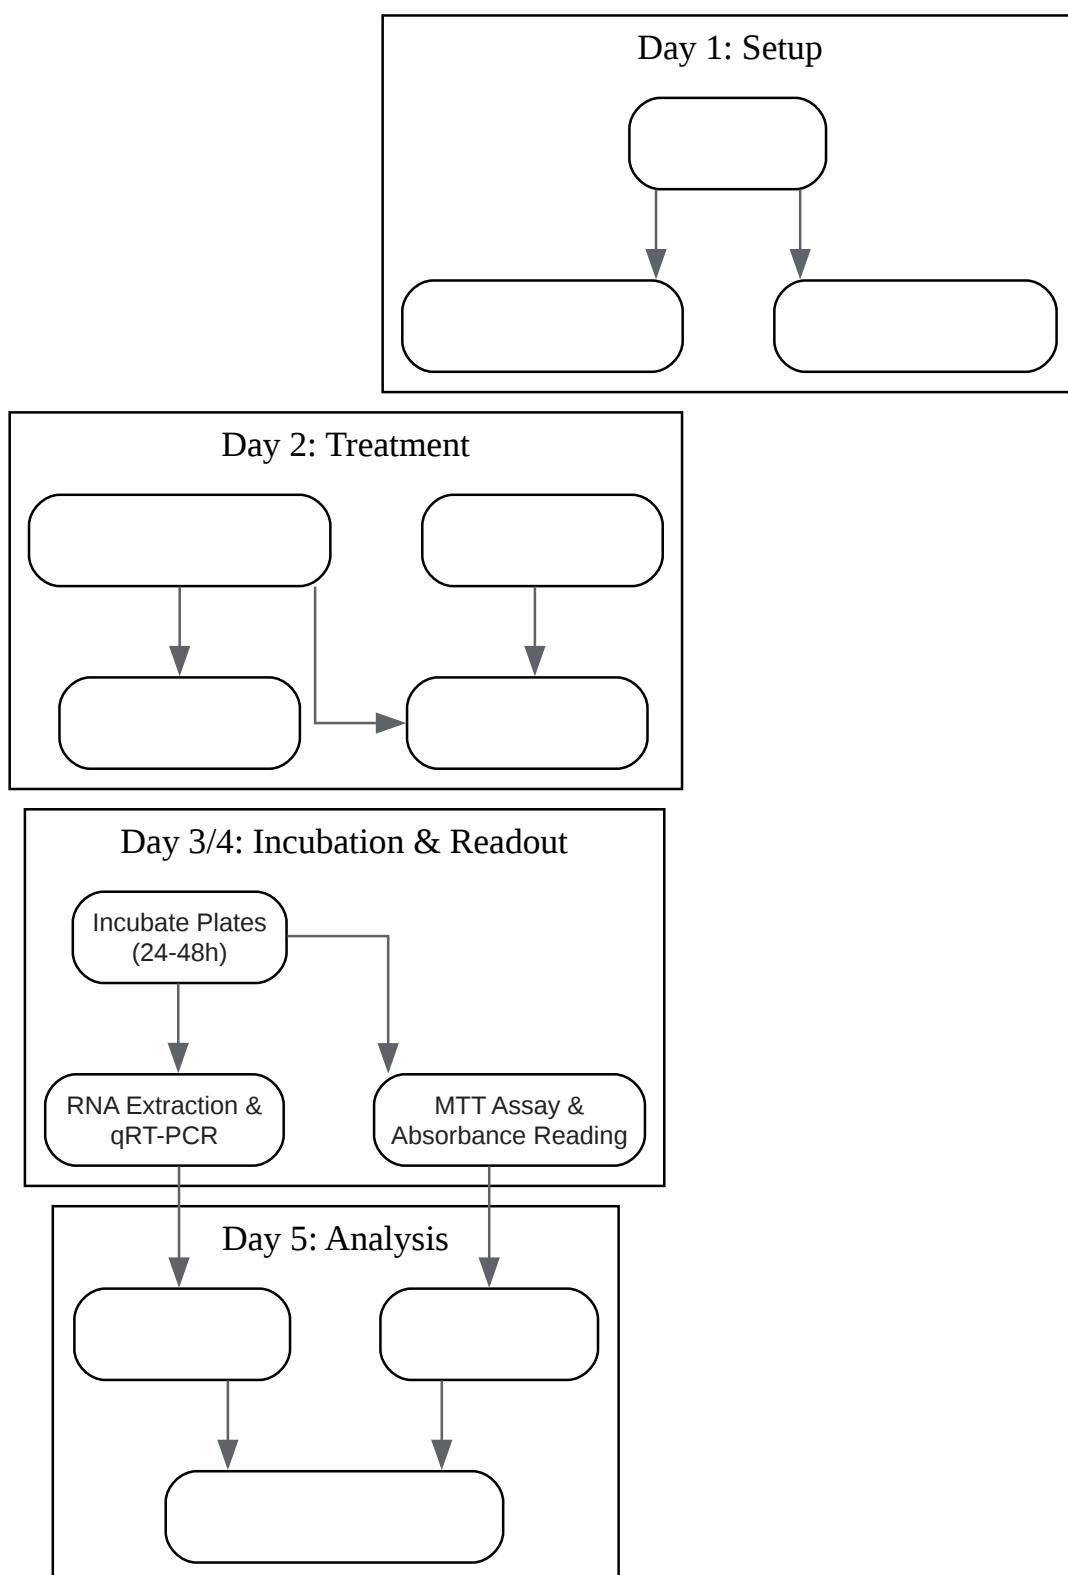 Day 1: Setup
Day 2: Treatment
Day 3/4: Incubation & Readout
Incubate Plates
(24-48h)
RNA Extraction &
qRT-PCR
MTT Assay &
Absorbance Reading
Day 5: Analysis